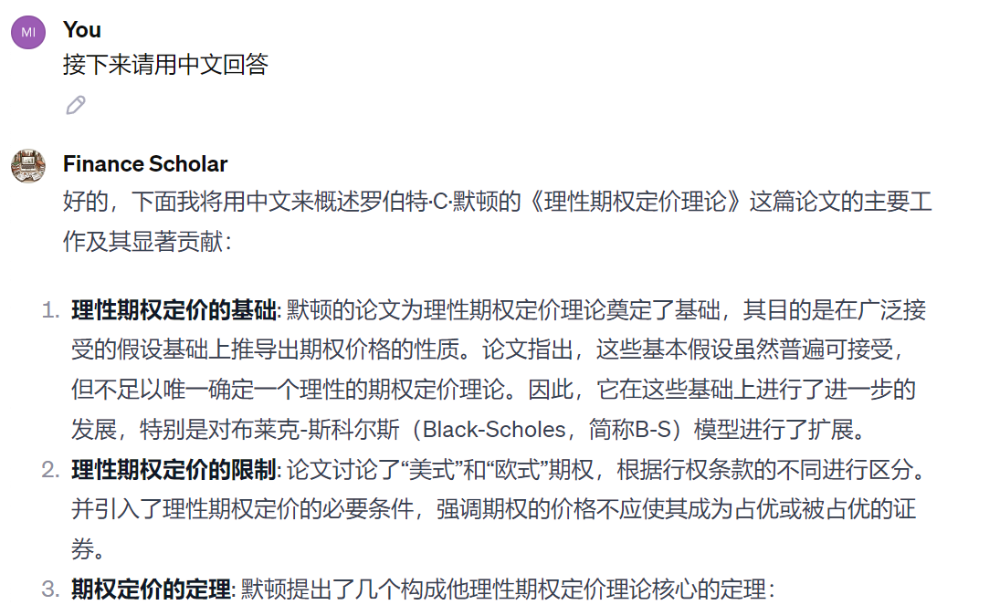 MI
You
接下来请用中文回答
Finance Scholar
好的，下面我将用中文来概述罗伯特·C·默顿的《理性期权定价理论》这篇论文的主要工
作及其显著贡献：
1. 理性期权定价的基础: 默顿的论文为理性期权定价理论奠定了基础，其目的是在广泛接
受的假设基础上推导出期权价格的性质。论文指出，这些基本假设虽然普遍可接受，
但不足以唯一确定一个理性的期权定价理论。因此，它在这些基础上进行了进一步的
发展，特别是对布莱克-斯科尔斯（Black-Scholes，简称B-S）模型进行了扩展。
2. 理性期权定价的限制: 论文讨论了“美式”和“欧式”期权，根据行权条款的不同进行区分。
并引入了理性期权定价的必要条件，强调期权的价格不应使其成为占优或被占优的证
券。
3. 期权定价的定理: 默顿提出了几个构成他理性期权定价理论核心的定理：